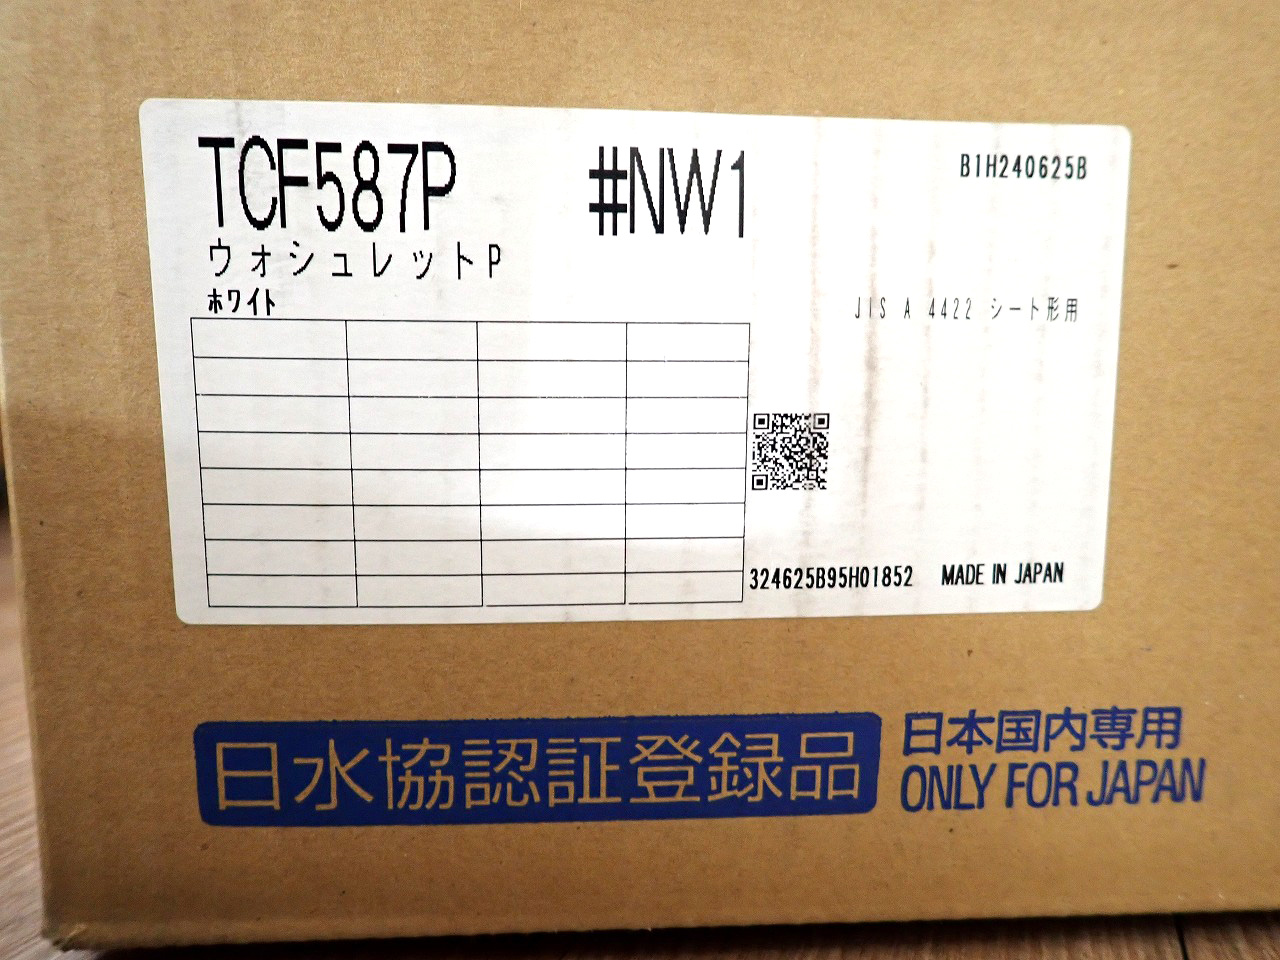 TCF587P #NW1
B1H240625B
ウォシュレットP
ホワイト
JIS A 4422 シート形用
324625B95H01852 MADE IN JAPAN
日水協認証登録品
日本国内専用
ONLY FOR JAPAN